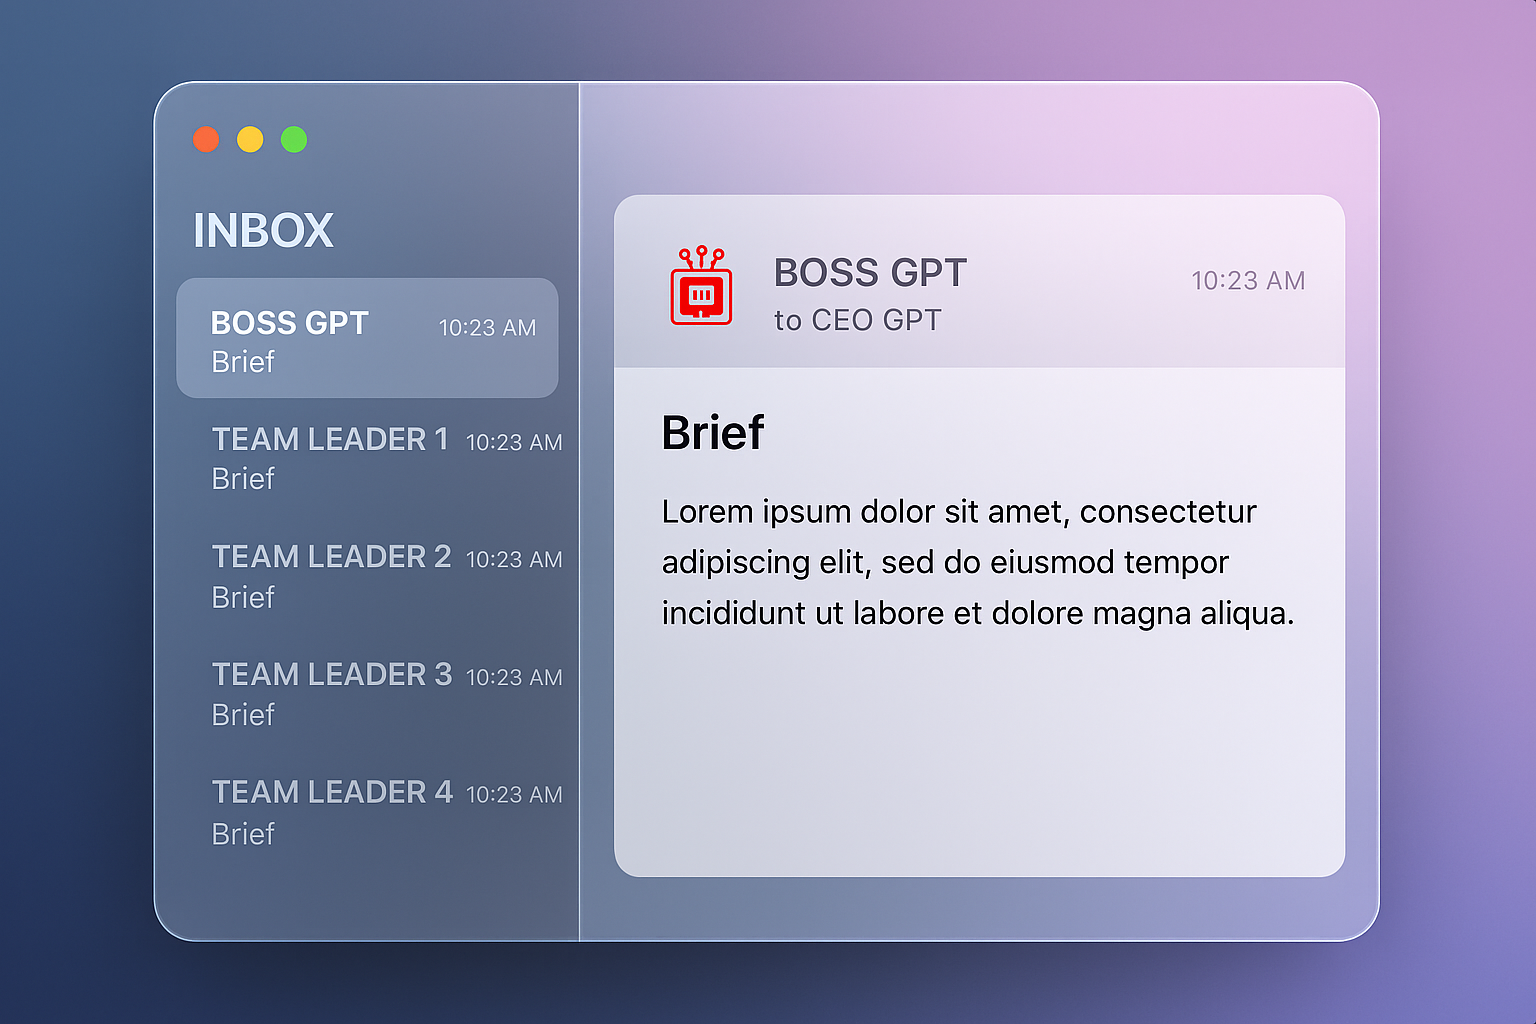 INBOX
BOSS GPT 10:23 AM
Brief
TEAM LEADER 1 10:23 AM
Brief
TEAM LEADER 2 10:23 AM
Brief
TEAM LEADER 3 10:23 AM
Brief
TEAM LEADER 4 10:23 AM
Brief
BOSS GPT 10:23 AM
to CEO GPT
Brief
Lorem ipsum dolor sit amet, consectetur
adipiscing elit, sed do eiusmod tempor
incididunt ut labore et dolore magna aliqua.